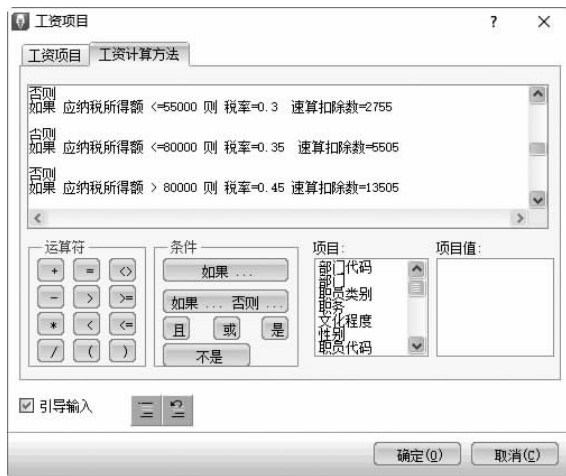 工资项目 ? ×
工资项目 工资计算方法
否则
如果 应纳税所得额 <=55000 则 税率=0.3 速算扣除数=2755
否则
如果 应纳税所得额 <=80000 则 税率=0.35 速算扣除数=5505
否则
如果 应纳税所得额 > 80000 则 税率=0.45 速算扣除数=13505
运算符 条件 项目: 项目值:
+ = <>
- > >=
* < <=
/ ( )
如果 ...
如果 ... 否则 ...
且 或 是
不是
部门代码
部门
职员类别
职务
文化程度
性别
职员代码
引导输入
确定(O) 取消(C)